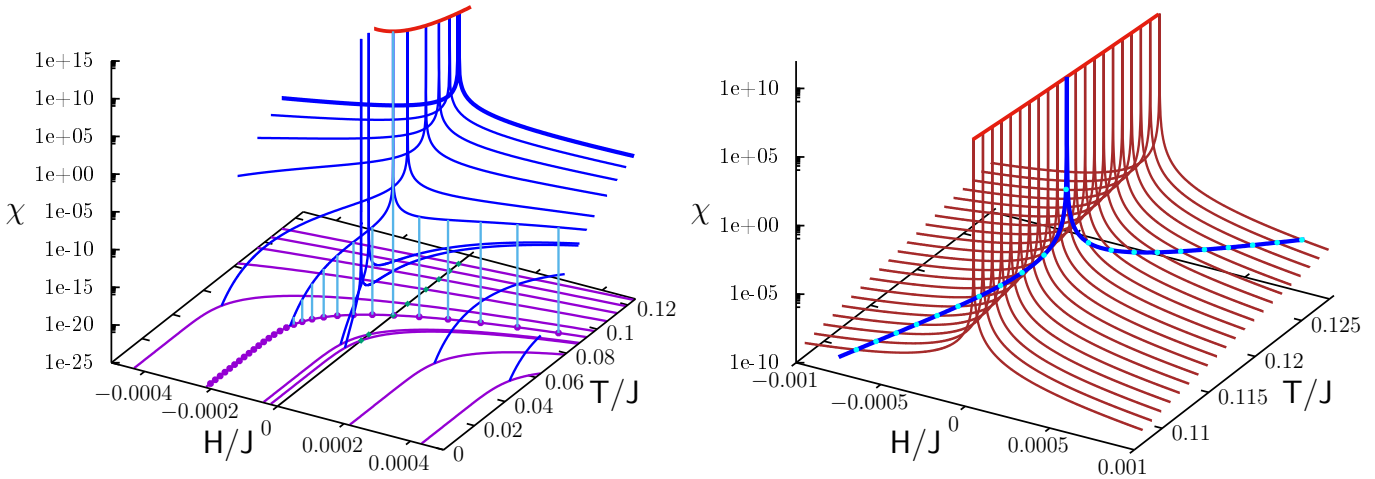 1e+15
1e+10
1e+05
1e+00
1e-05
1e-10
1e-15
1e-20
1e-25
χ
−0.0004
−0.0002
0
0.0002
0.0004
H/J
0
0.02
0.04
0.06
0.08
0.1
0.12
T/J
1e+10
1e+05
1e+00
1e-05
1e-10
χ
−0.001
−0.0005
0
0.0005
0.001
H/J
0.11
0.115
0.12
0.125
T/J